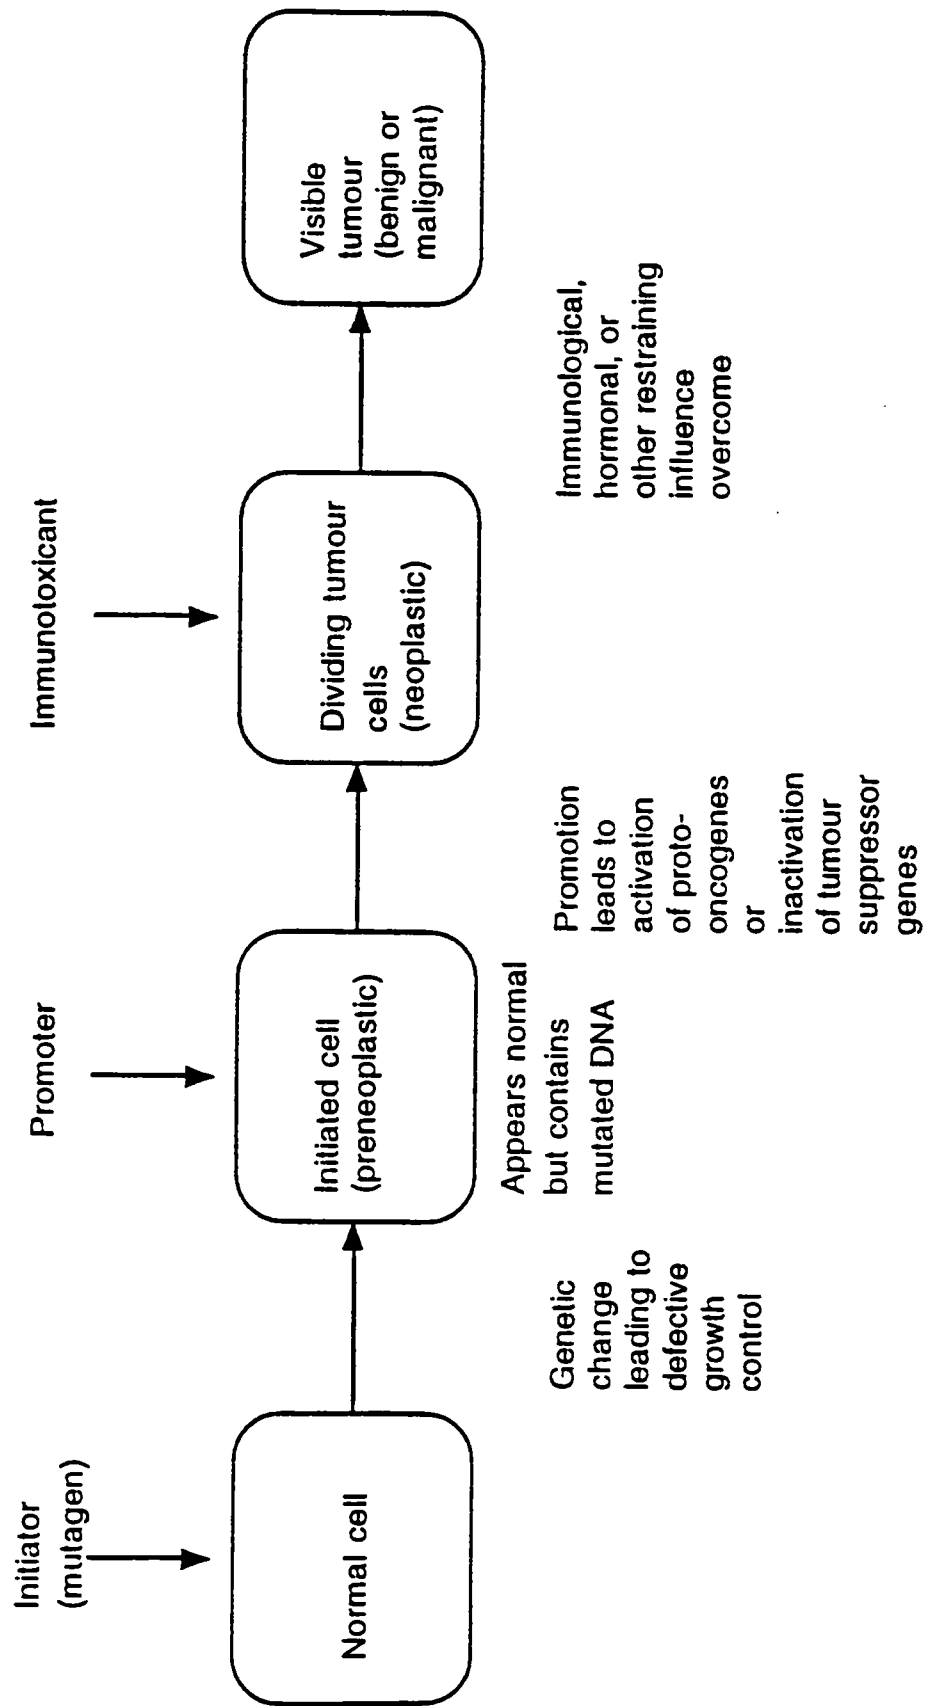 Initiator
(mutagen)
Promoter
Immunotoxicant
Normal cell
Initiated cell
(preneoplastic)
Dividing tumour
cells
(neoplastic)
Visible
tumour
(benign or
malignant)
Genetic
change
leading to
defective
growth
control
Appears normal
but contains
mutated DNA
Promotion
leads to
activation
of proto-
oncogenes
or
inactivation
of tumour
suppressor
genes
Immunological,
hormonal, or
other restraining
influence
overcome